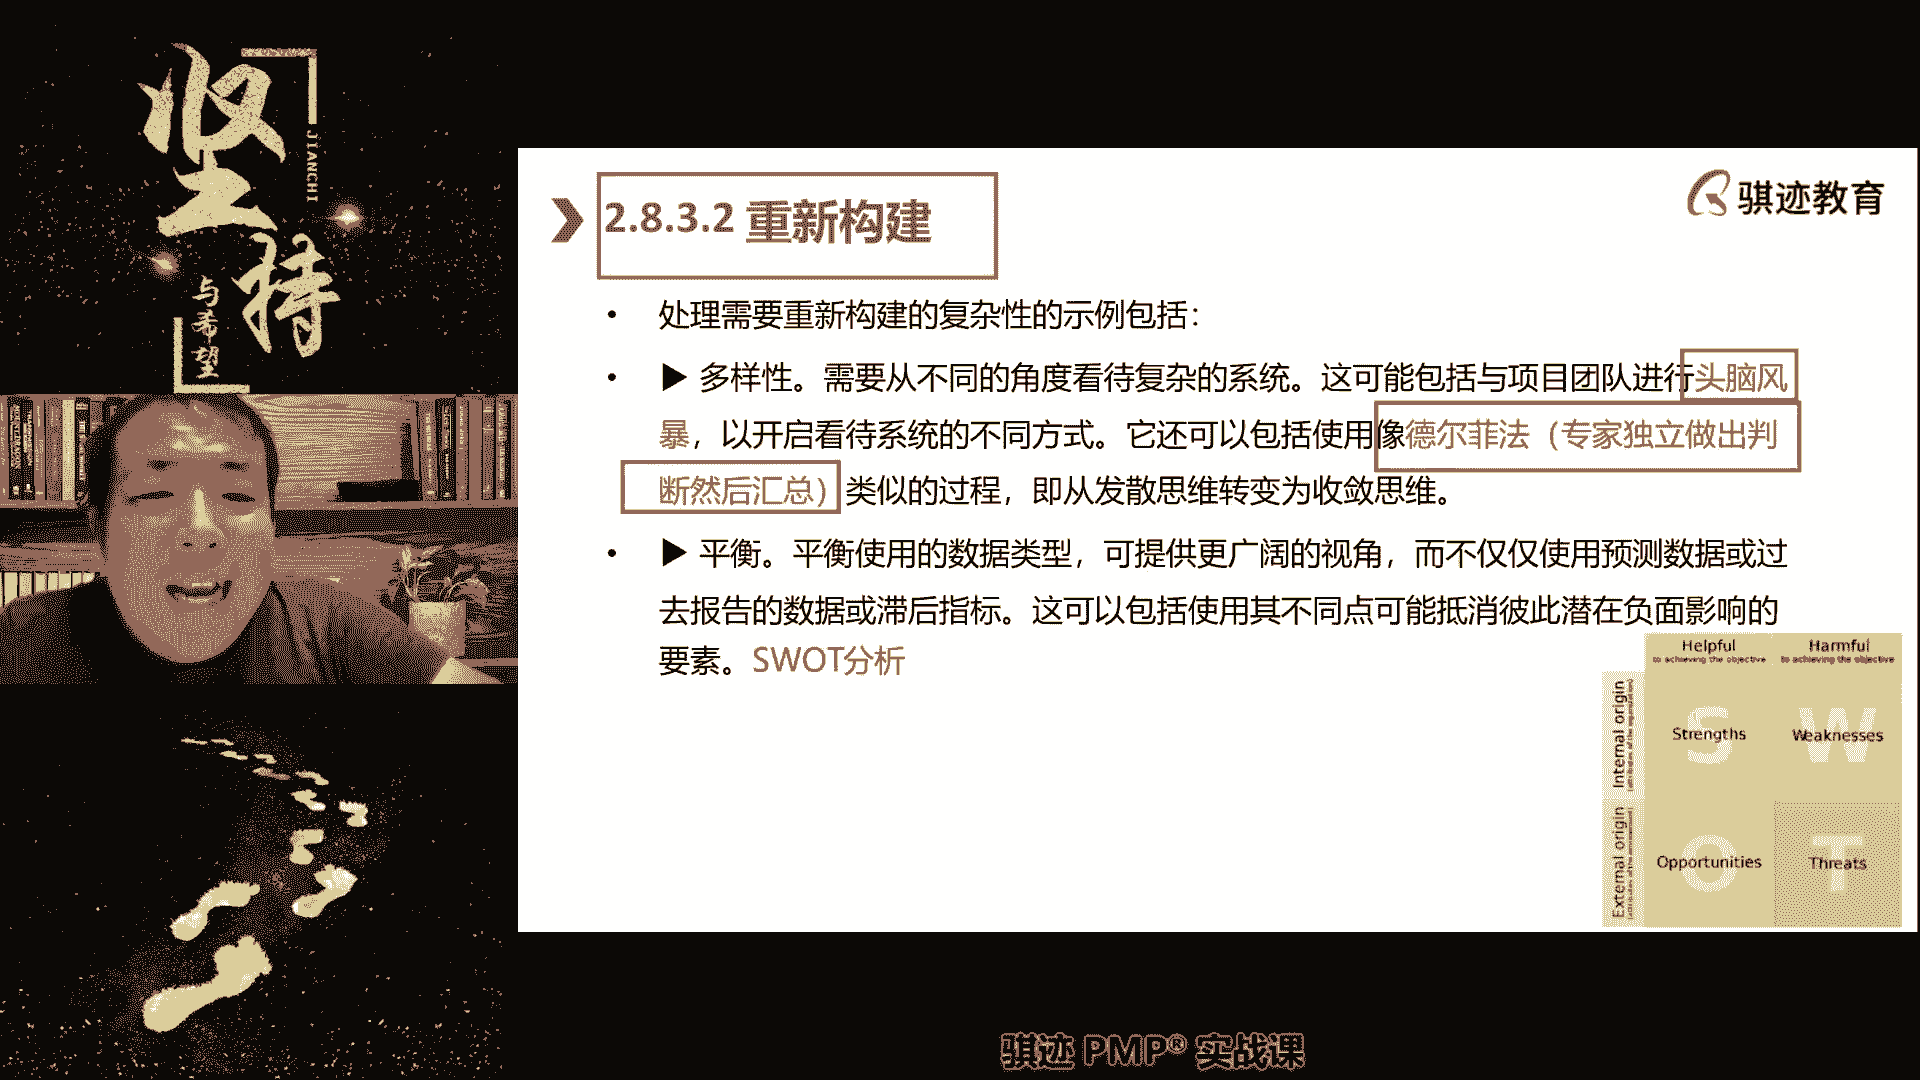 坚持
JIANCHI
与希望
2.8.3.2 重新构建
骐迹教育
• 处理需要重新构建的复杂性的示例包括：
• ▶ 多样性。需要从不同的角度看待复杂的系统。这可能包括与项目团队进行头脑风
暴，以开启看待系统的不同方式。它还可以包括使用像德尔菲法（专家独立做出判
断然后汇总）类似的过程，即从发散思维转变为收敛思维。
• ▶ 平衡。平衡使用的数据类型，可提供更广阔的视角，而不仅仅使用预测数据或过
去报告的数据或滞后指标。这可以包括使用其不同点可能抵消彼此潜在负面影响的
要素。SWOT分析
Helpful
to achieving the objective
Harmful
to achieving the objective
Internal origin
S
Strengths
W
Weaknesses
External origin
O
Opportunities
T
Threats
骐迹 PMP® 实战课